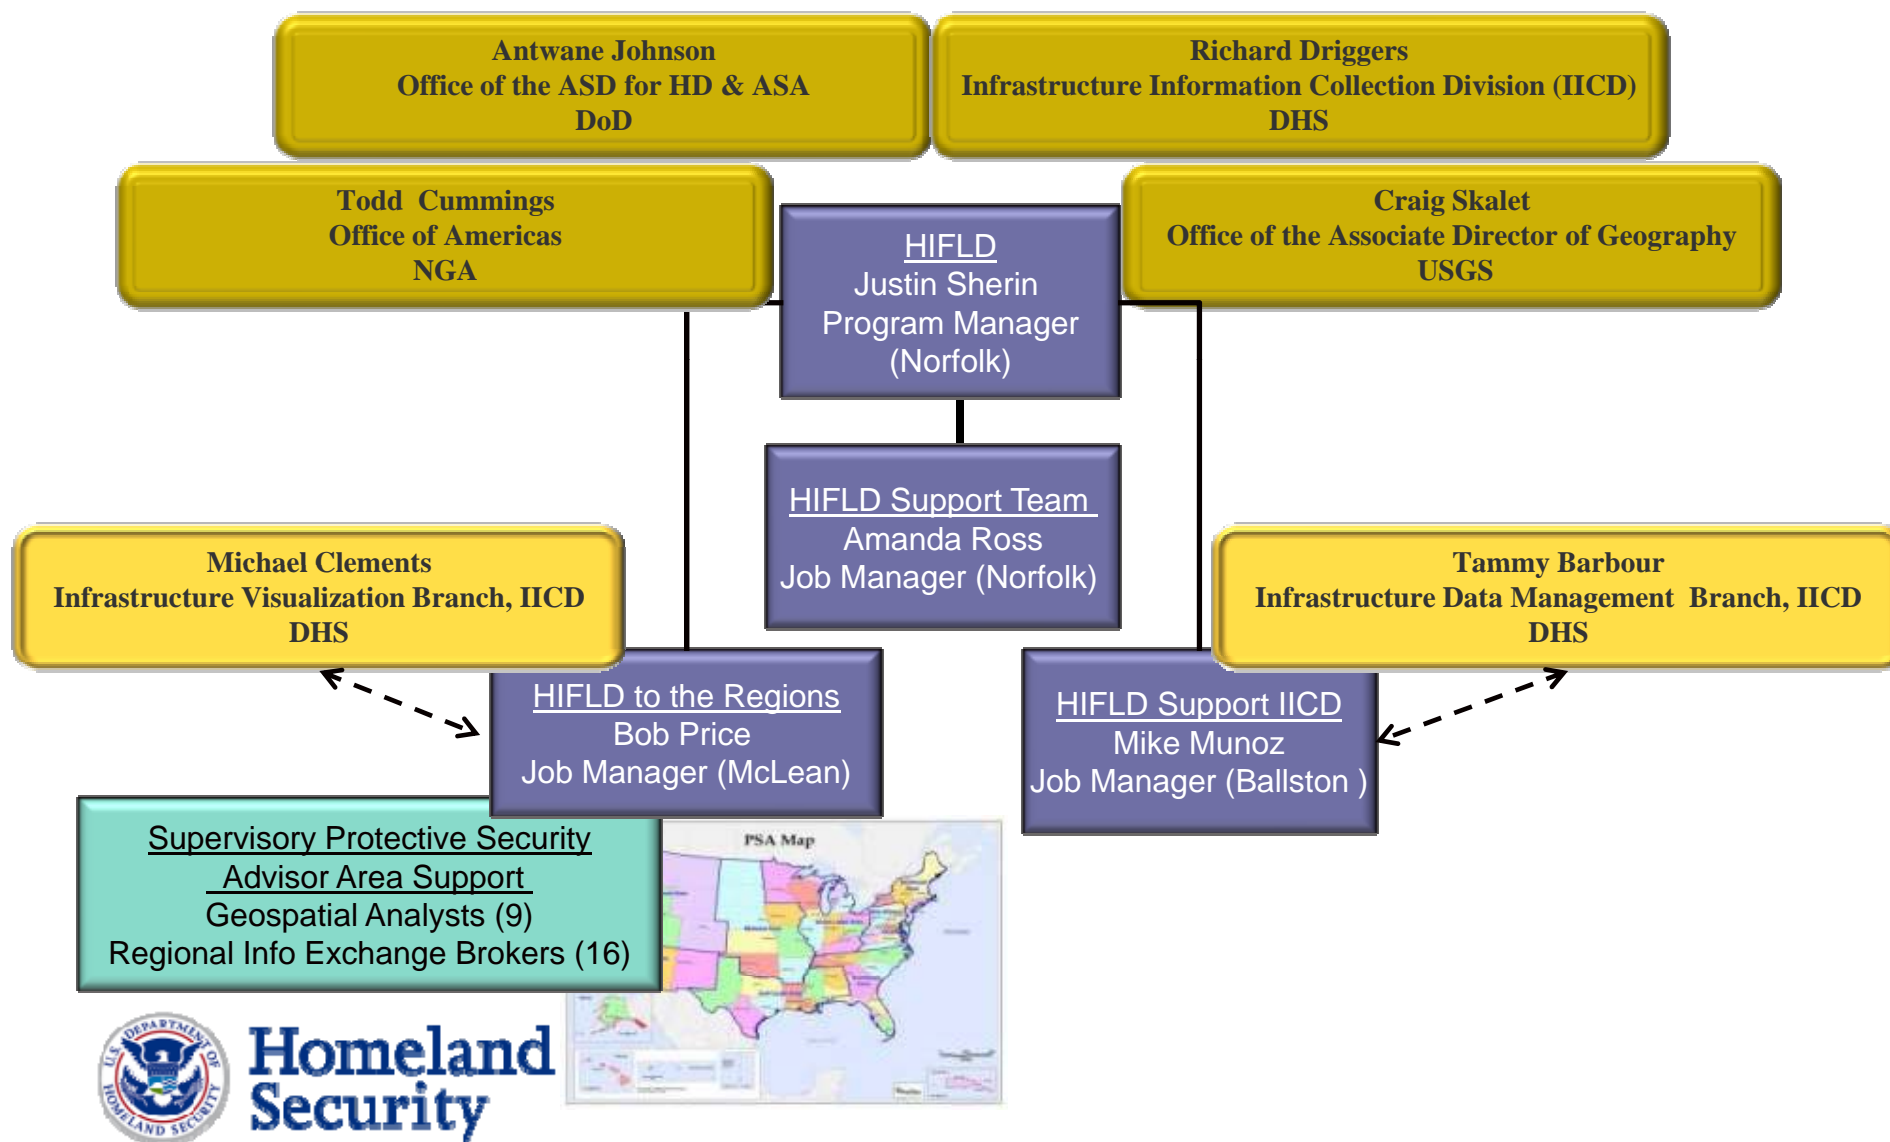 Antwane Johnson
Office of the ASD for HD & ASA
DoD
Richard Driggers
Infrastructure Information Collection Division (IICD)
DHS
Todd Cummings
Office of Americas
NGA
HIFLD
Justin Sherin
Program Manager
(Norfolk)
Craig Skalet
Office of the Associate Director of Geography
USGS
HIFLD Support Team
Amanda Ross
Job Manager (Norfolk)
Michael Clements
Infrastructure Visualization Branch, IICD
DHS
Tammy Barbour
Infrastructure Data Management Branch, IICD
DHS
HIFLD to the Regions
Bob Price
Job Manager (McLean)
HIFLD Support IICD
Mike Munoz
Job Manager (Ballston )
Supervisory Protective Security
Advisor Area Support
Geospatial Analysts (9)
Regional Info Exchange Brokers (16)
PSA Map
U.S. DEPARTMENT OF
HOMELAND SECURITY
Homeland
Security